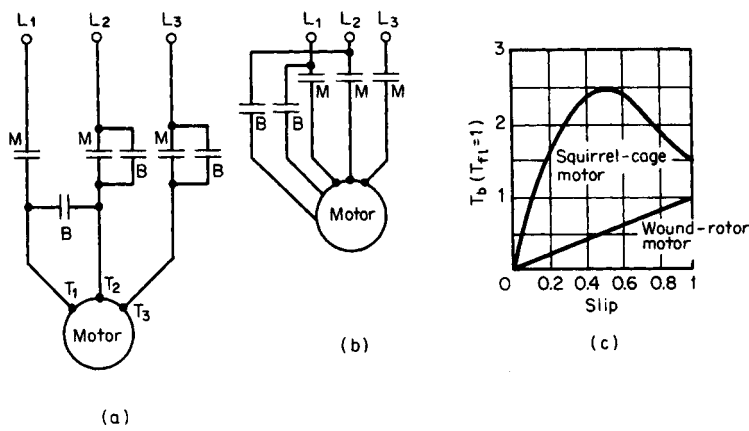 L1 L2 L3
M
M
B
M
B
B
T1
T2
T3
Motor
(a)
L1 L2 L3
B
B
M
M
M
Motor
(b)
3
2
1
0
Tb (Tfl=1)
Squirrel-cage
motor
Wound-rotor
motor
0 0.2 0.4 0.6 0.8 1
Slip
(c)